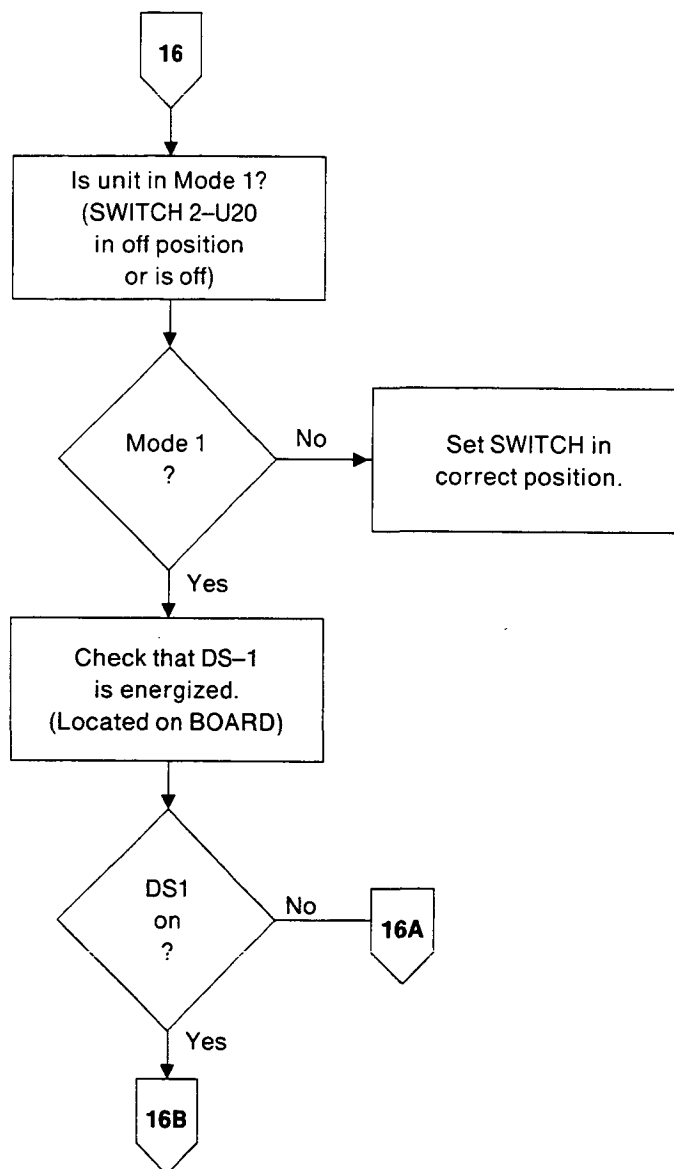 16
Is unit in Mode 1?
(SWITCH 2–U20
in off position
or is off)
Mode 1
?
No
Set SWITCH in
correct position.
Yes
Check that DS–1
is energized.
(Located on BOARD)
DS1
on
?
No
16A
Yes
16B